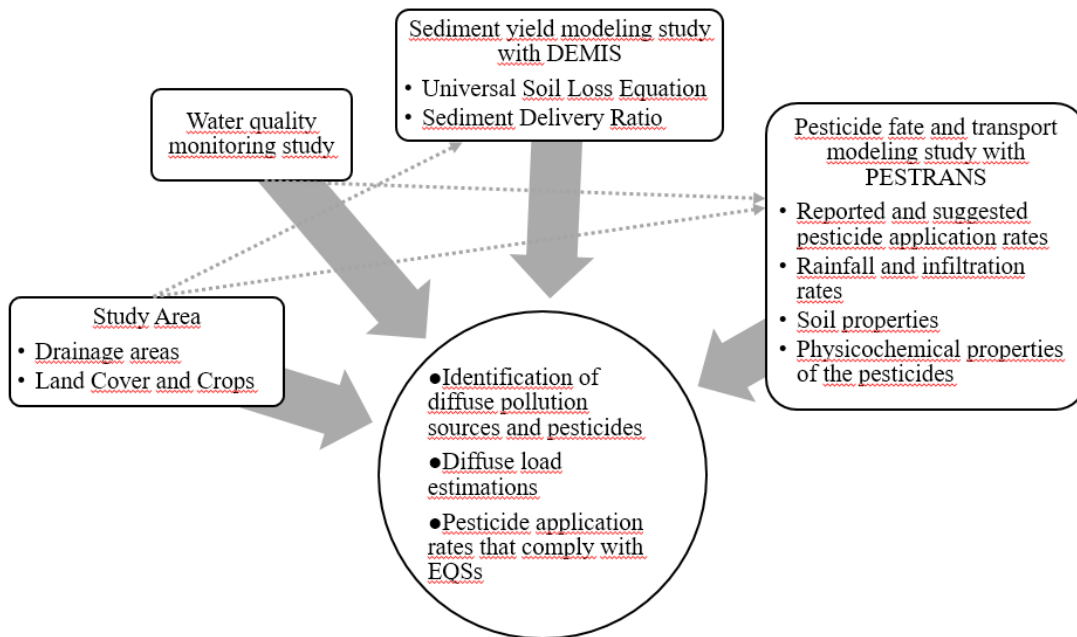 Sediment yield modeling study
with DEMIS
• Universal Soil Loss Equation
• Sediment Delivery Ratio
Water quality
monitoring study
Pesticide fate and transport
modeling study with
PESTRANS
• Reported and suggested
pesticide application rates
• Rainfall and infiltration
rates
• Soil properties
• Physicochemical properties
of the pesticides
Study Area
• Drainage areas
• Land Cover and Crops
●Identification of
diffuse pollution
sources and pesticides
●Diffuse load
estimations
●Pesticide application
rates that comply with
EQSs